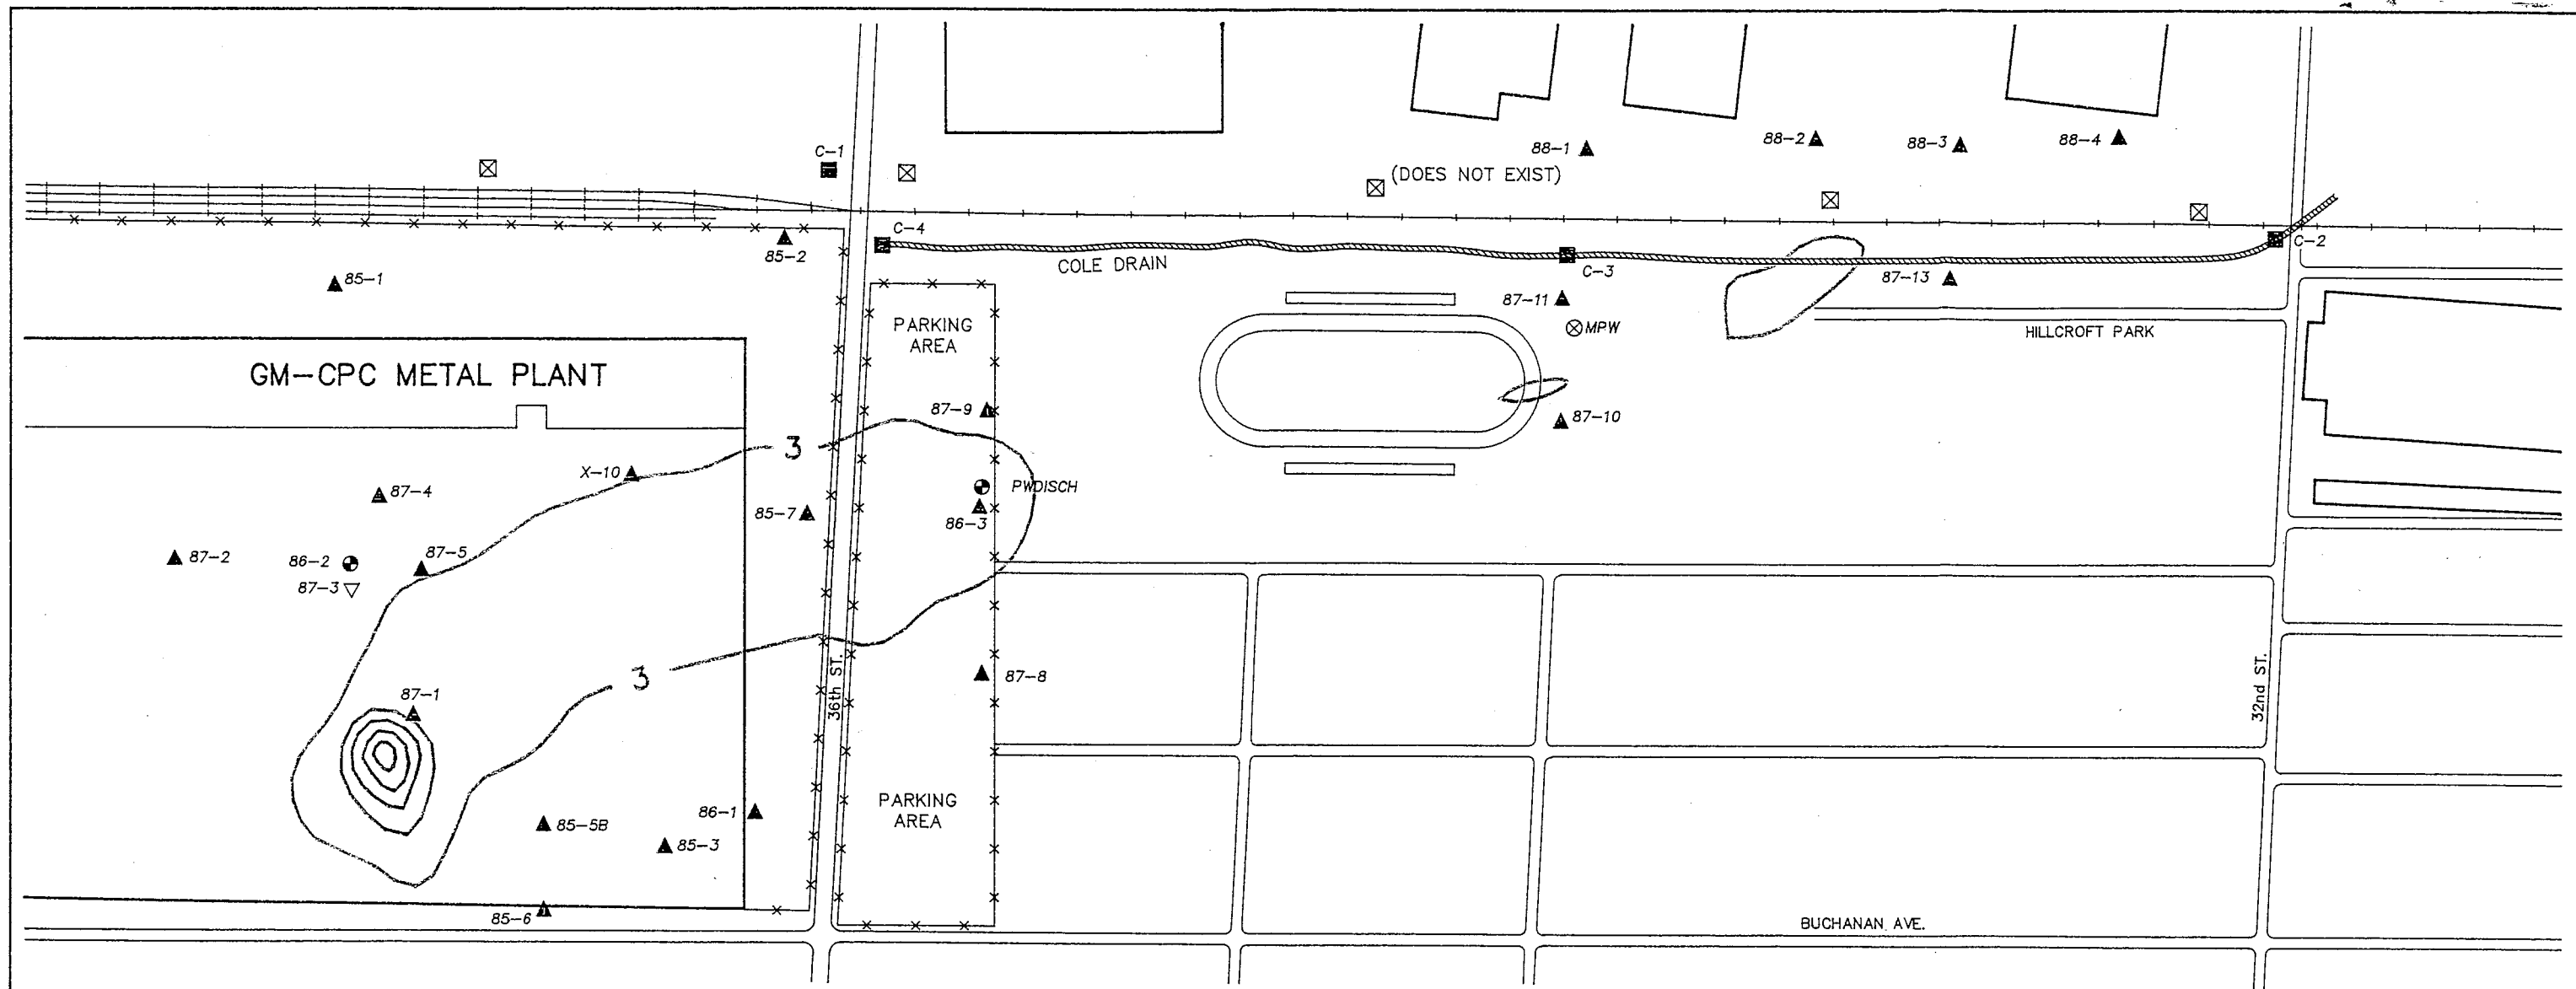 C-1
88-1
88-2
88-3
88-4
(DOES NOT EXIST)
C-4
C-2
85-2
COLE DRAIN
C-3
85-1
87-13
87-11
PARKING
AREA
MPW
HILLCROFT PARK
GM-CPC METAL PLANT
87-9
87-10
3
X-10
87-4
PWDISCH
85-7
86-3
87-2
86-2
87-5
87-3
3
87-8
36th ST.
32nd ST.
87-1
PARKING
AREA
86-1
85-5B
85-3
85-6
BUCHANAN AVE.